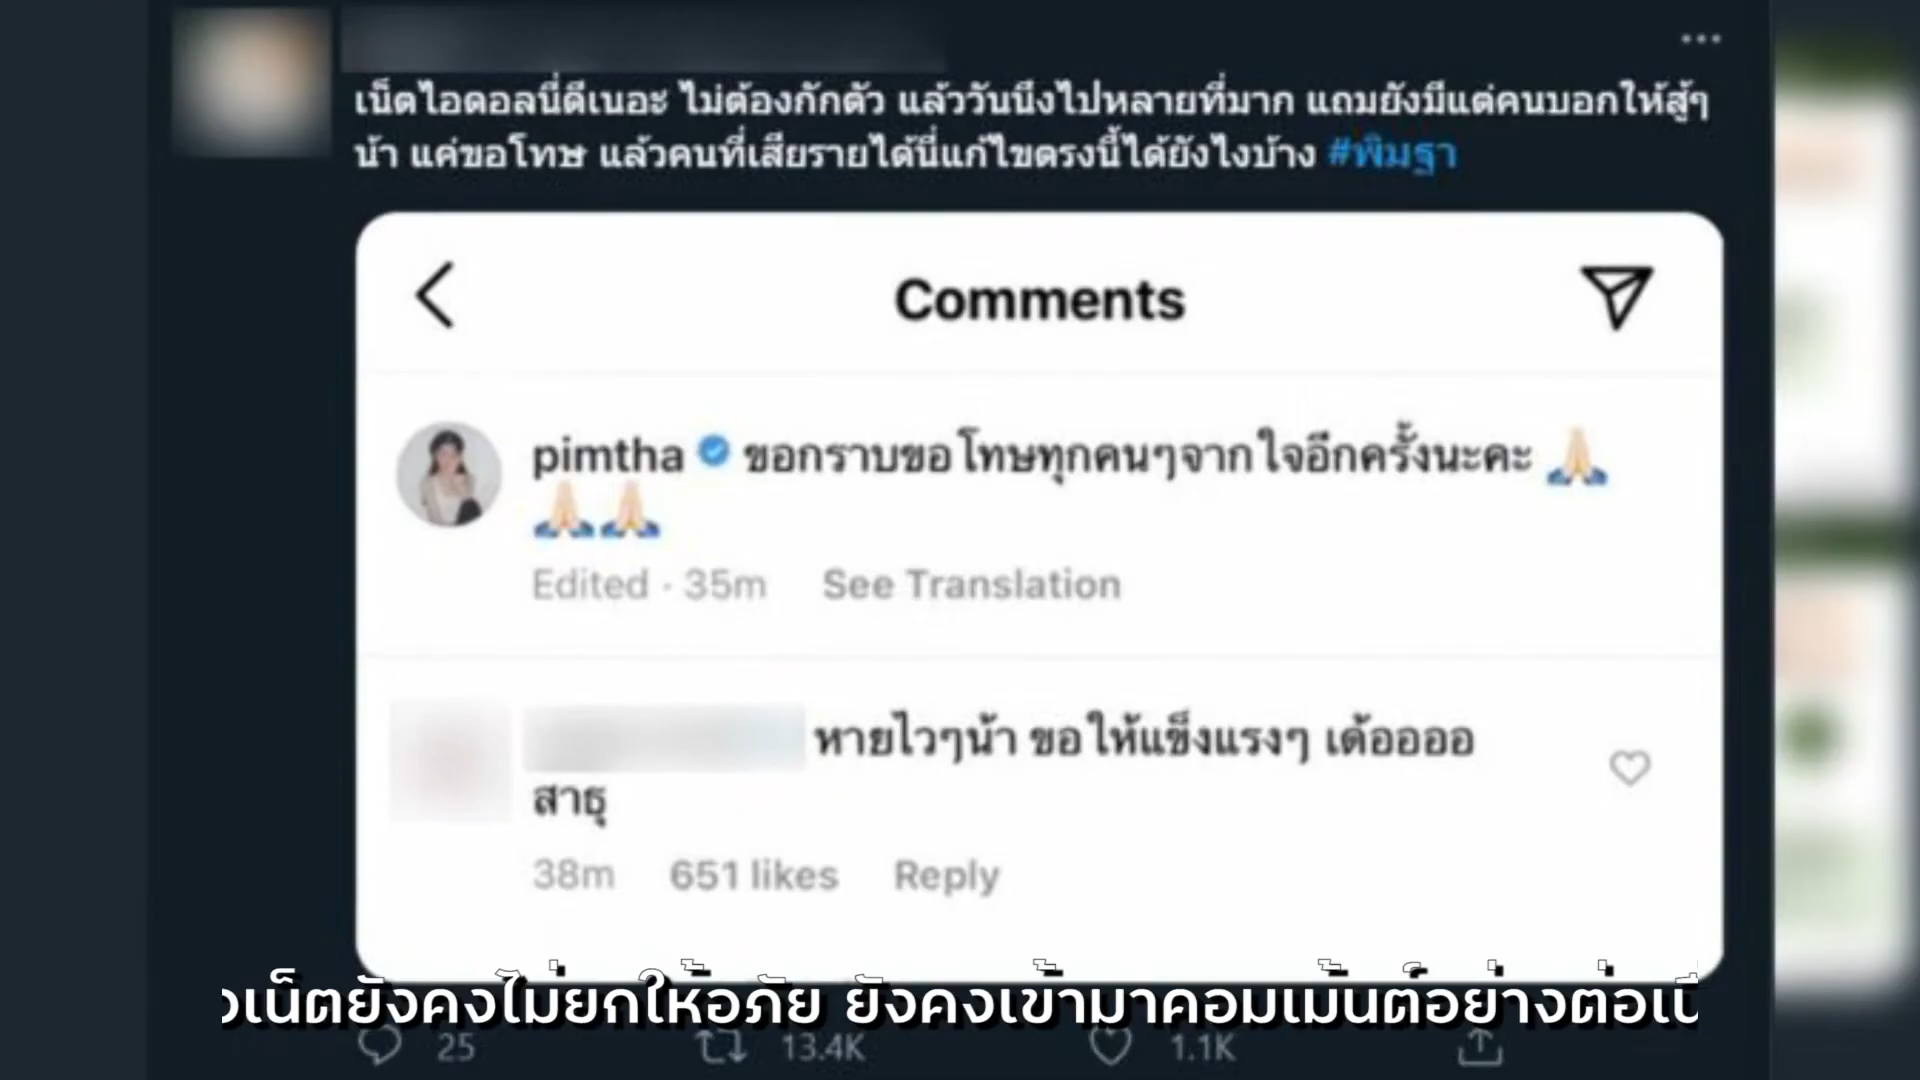 เน็ตไอดอลนี่ดีเนอะ ไม่ต้องกักตัว แล้ววันนึงไปหลายที่มาก แถมยังมีแต่คนบอกให้สู้ๆ
น้า แค่ขอโทษ แล้วคนที่เสียรายได้นี่แก้ไขตรงนี้ได้ยังไงบ้าง #พิมฐา
Comments
pimtha ขอกราบขอโทษทุกคนๆจากใจอีกครั้งนะคะ 🙏🏻
🙏🏻🙏🏻
Edited · 35m See Translation
หายไวๆน้า ขอให้แข็งแรงๆ เด้ออออ
สาธุ
38m 651 likes Reply
เน็ตยังคงไม่ยกให้อภัย ยังคงเข้ามาคอมเม้นต์อย่างต่อเนื
25 13.4K 1.1K